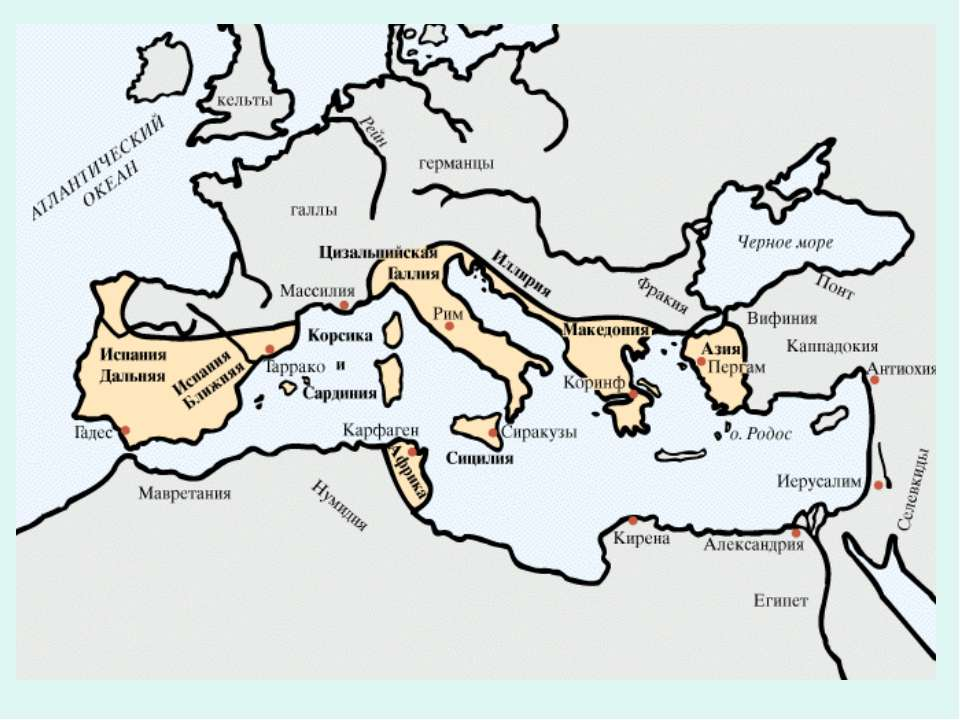 кельты
АТЛАНТИЧЕСКИЙ
ОКЕАН
Рейн
германцы
галлы
Черное море
Цизальпийская
Галлия
Иллирия
Массилия
Фракия
Понт
Рим
Вифиния
Корсика
и
Сардиния
Македония
Испания
Дальняя
Испания
Ближняя
Таррако
Азия
Пергам
Каппадокия
Антиохия
Коринф
Гадес
Карфаген
Сиракузы
о. Родос
Сицилия
Африка
Мавретания
Нумидия
Иерусалим
Селевкиды
Кирена
Александрия
Египет